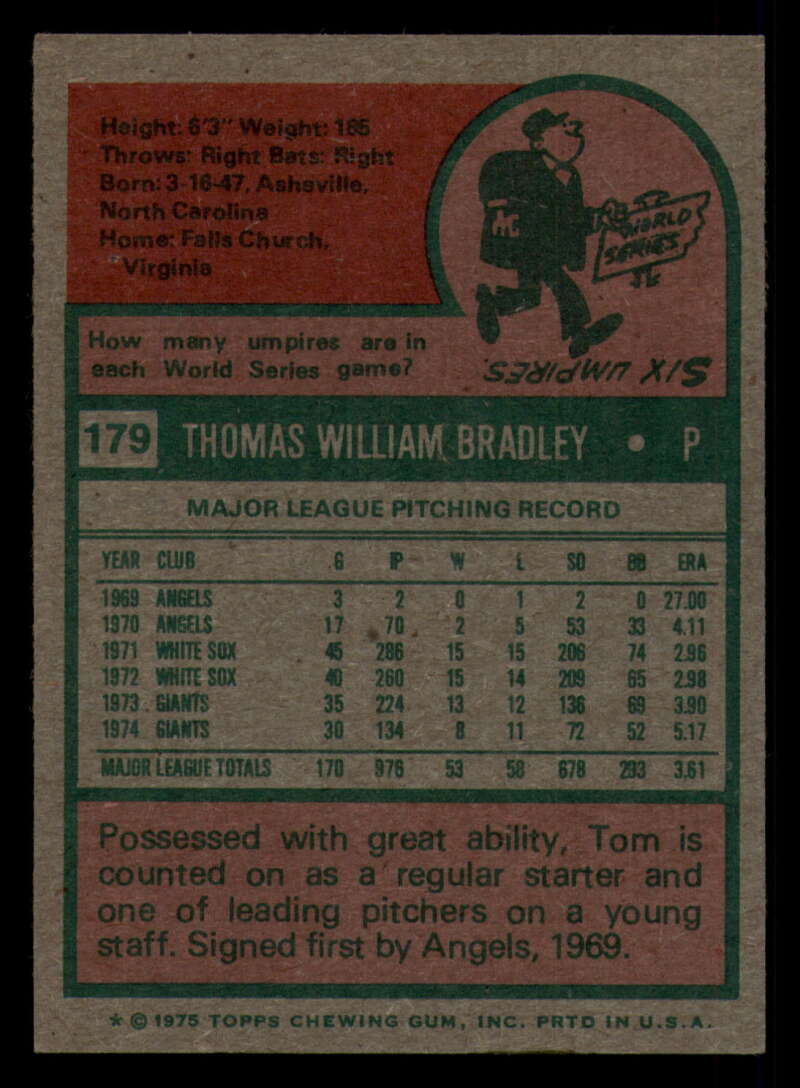 Height: 6'3" Weight: 185
Throws: Right Bats: Right
Born: 3-16-47, Asheville,
North Carolina
Home: Falls Church,
Virginia
WORLD
SERIES
How many umpires are in
each World Series game?
SIX UMPIRES.
179 THOMAS WILLIAM BRADLEY • P
MAJOR LEAGUE PITCHING RECORD
YEAR CLUB G IP W L SO BB ERA
1969 ANGELS 3 2 0 1 2 0 27.00
1970 ANGELS 17 70 2 5 53 33 4.11
1971 WHITE SOX 45 286 15 15 206 74 2.96
1972 WHITE SOX 40 260 15 14 209 65 2.98
1973 GIANTS 35 224 13 12 136 69 3.90
1974 GIANTS 30 134 8 11 72 52 5.17
MAJOR LEAGUE TOTALS 170 976 53 58 678 293 3.61
Possessed with great ability, Tom is
counted on as a regular starter and
one of leading pitchers on a young
staff. Signed first by Angels, 1969.
* © 1975 TOPPS CHEWING GUM, INC. PRTD IN U.S.A.